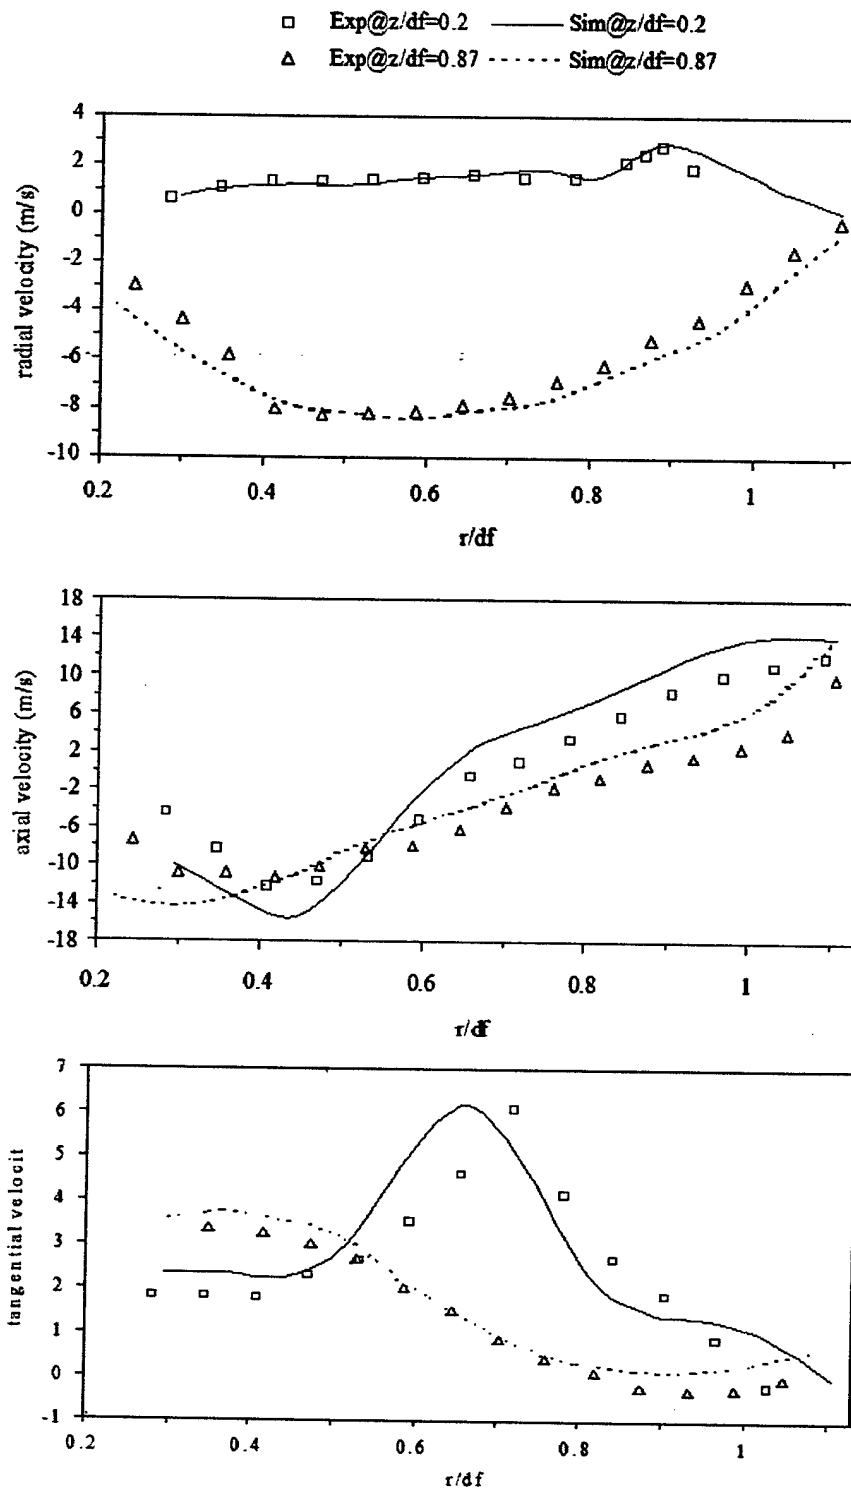 Exp@z/df=0.2 Sim@z/df=0.2
Exp@z/df=0.87 Sim@z/df=0.87
4
2
0
-2
-4
-6
-8
-10
radial velocity (m/s)
0.2 0.4 0.6 0.8 1
r/df
18
14
10
6
2
-2
-6
-10
-14
-18
axial velocity (m/s)
0.2 0.4 0.6 0.8 1
r/df
7
6
5
4
3
2
1
0
-1
tangential velocit
0.2 0.4 0.6 0.8 1
r/df